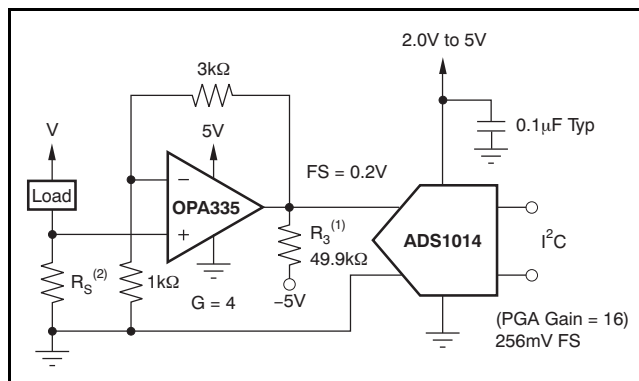 2.0V to 5V
3kΩ
0.1μF Typ
V
5V
FS = 0.2V
Load
−
OPA335
+
R3(1)
49.9kΩ
ADS1014
I2C
RS(2)
1kΩ
G = 4
−5V
(PGA Gain = 16)
256mV FS